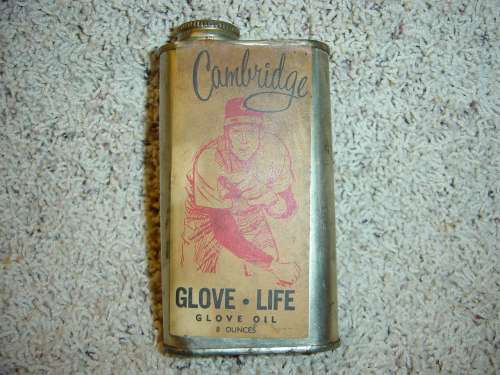 Cambridge
GLOVE • LIFE
GLOVE OIL
8 OUNCES